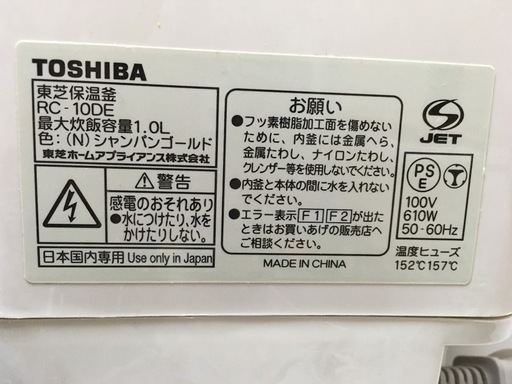 TOSHIBA
東芝保温釜
RC-10DE
最大炊飯容量1.0L
色:(N)シャンパンゴールド
東芝ホームアプライアンス株式会社
警告
感電のおそれあり
●水につけたり、水を
かけたりしない。
日本国内専用 Use only in Japan
お願い
●フッ素樹脂加工面を傷めない
ために、内釜には金属へら、
金属たわし、ナイロンたわし、
クレンザー等を使用しないでください。
●内釜と本体の間に水を入れない
でください。
●エラー表示 F1 F2 が出た
ときはお買いあげの販売店へ
ご相談ください。
MADE IN CHINA
S
JET
PS
E
T
100V
610W
50-60Hz
温度ヒューズ
152℃157℃